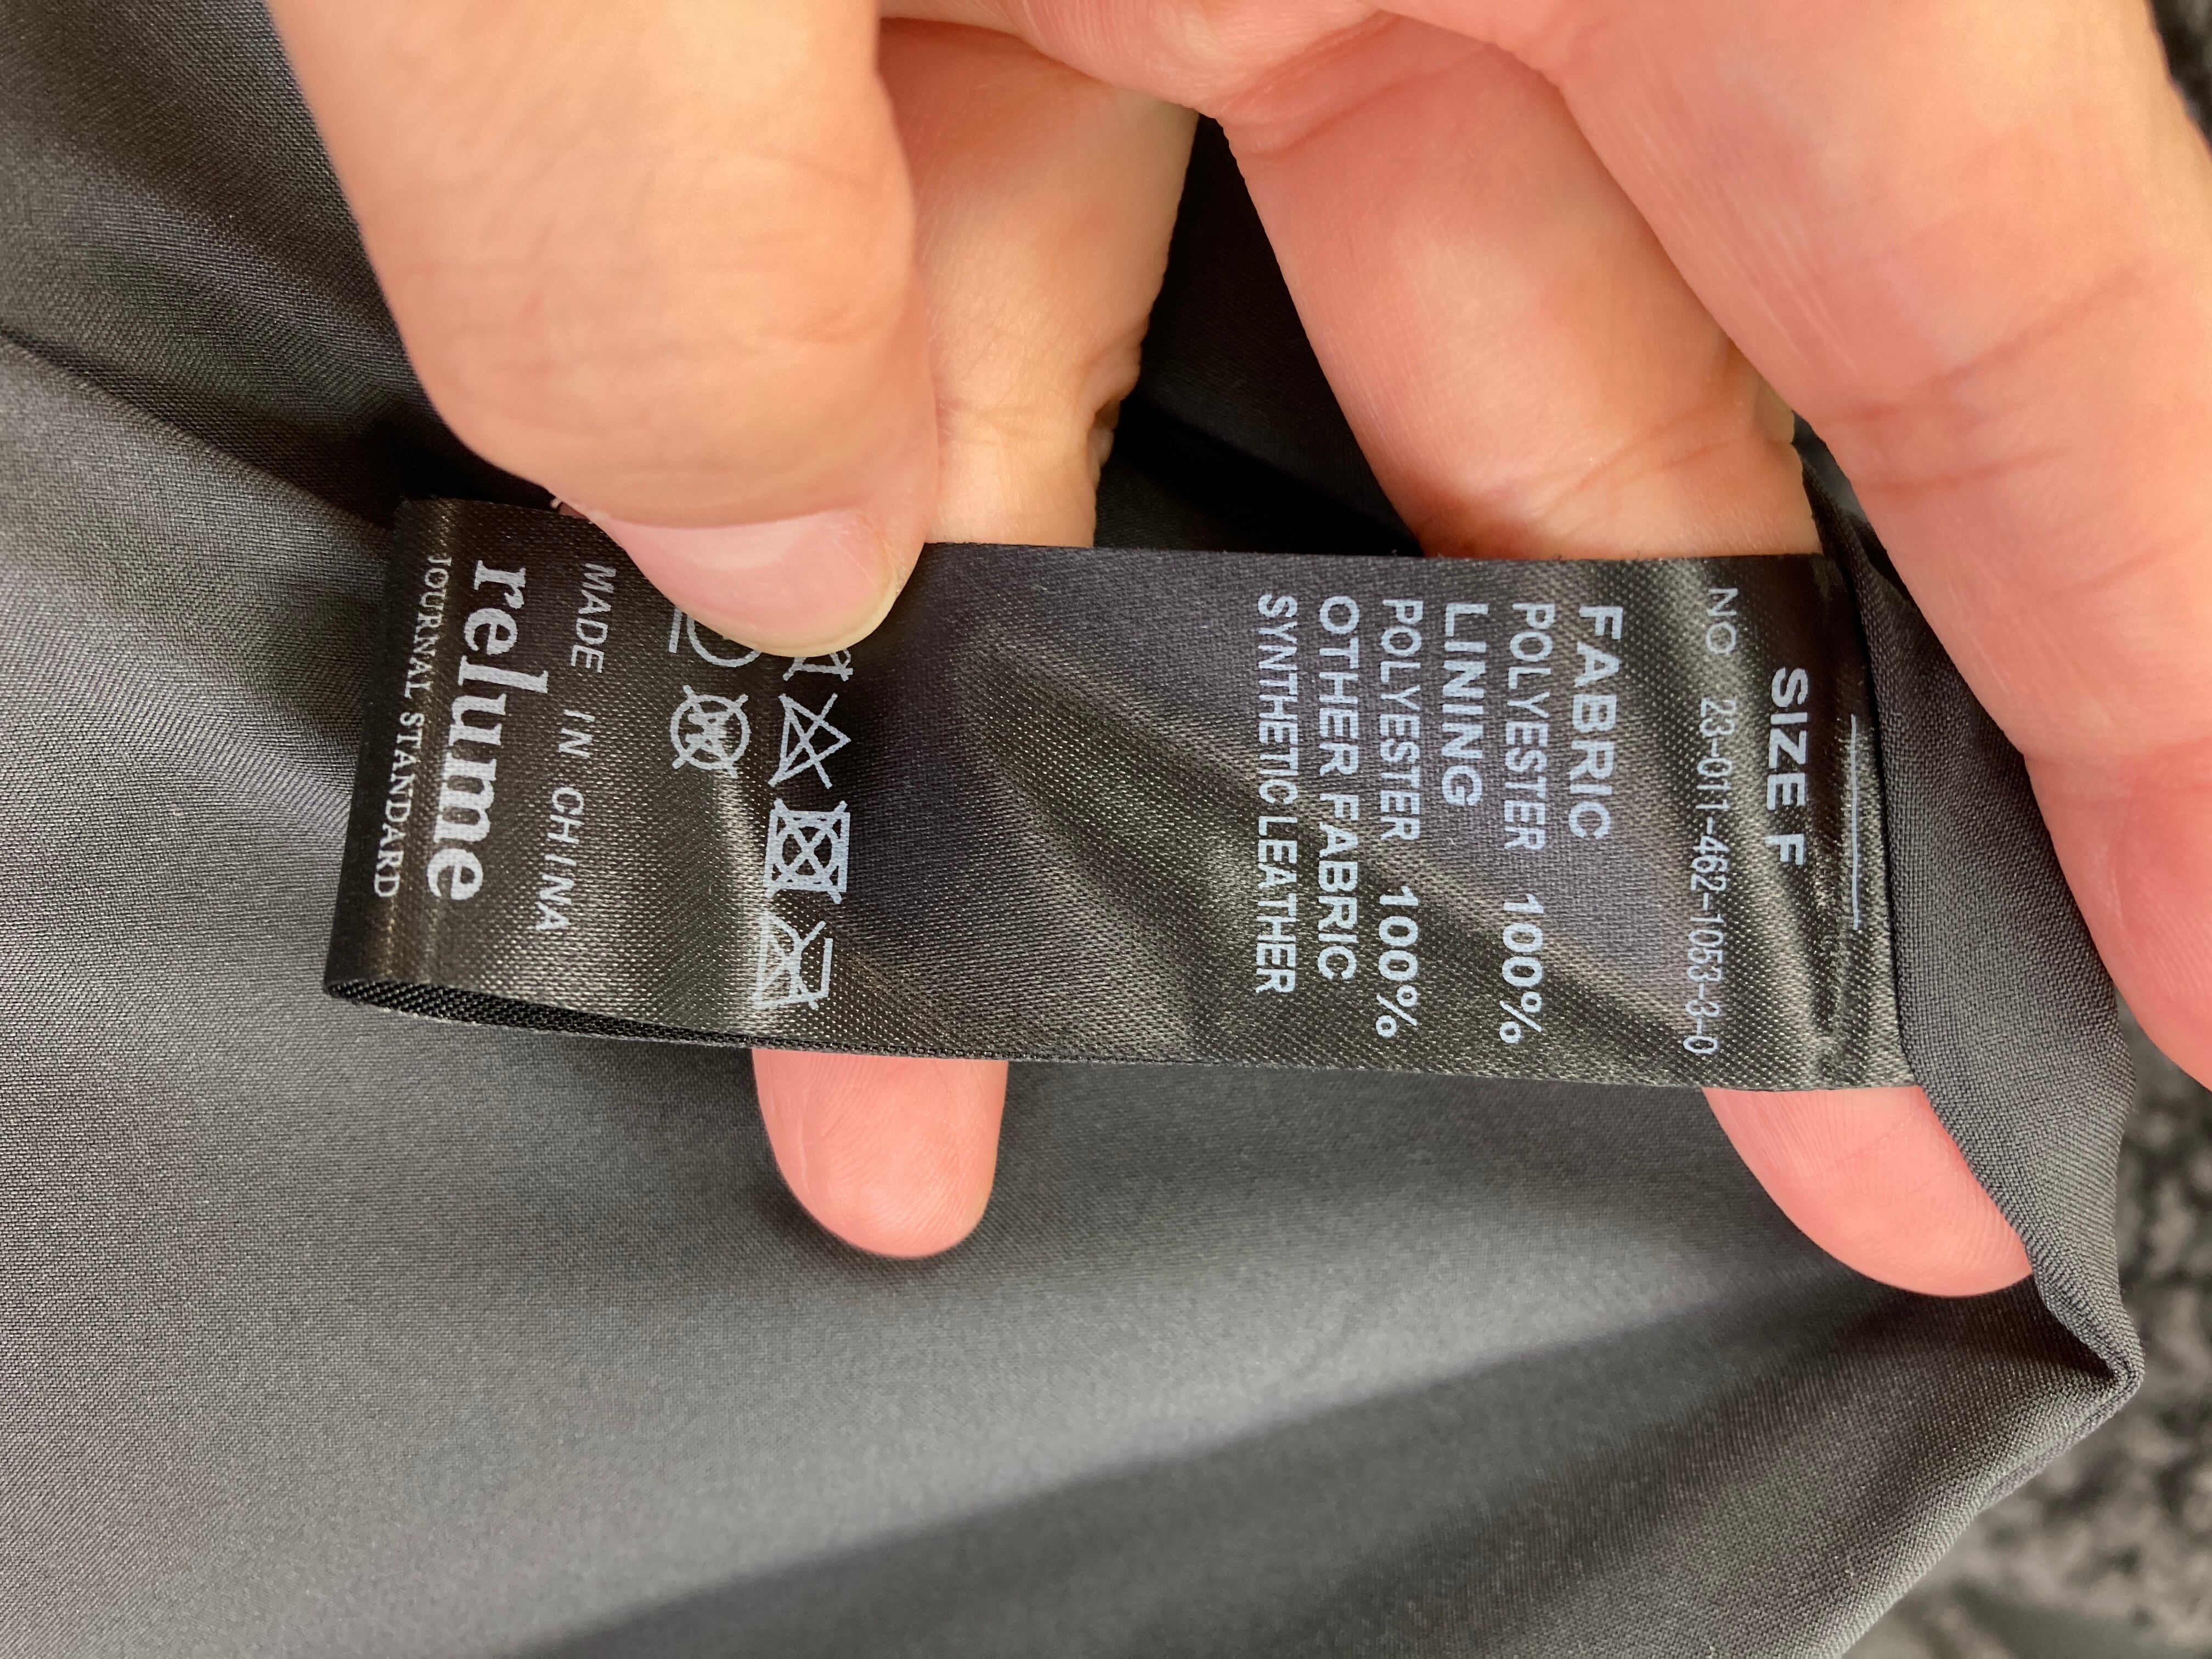 SIZE F
NO 23-011-462-1053-3-0
FABRIC
POLYESTER 100%
LINING
POLYESTER 100%
OTHER FABRIC
SYNTHETIC LEATHER
MADE IN CHINA
relume
JOURNAL STANDARD